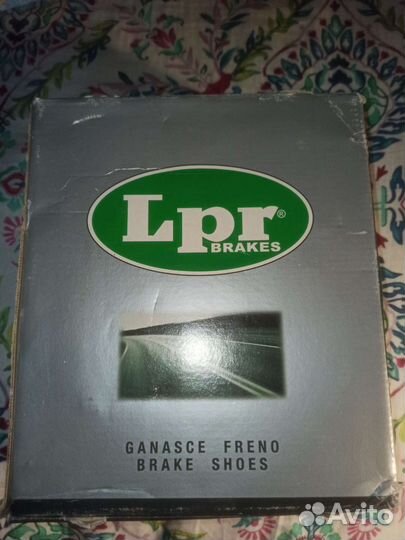 Lpr®
BRAKES
GANASCE FRENO
BRAKE SHOES
Avito